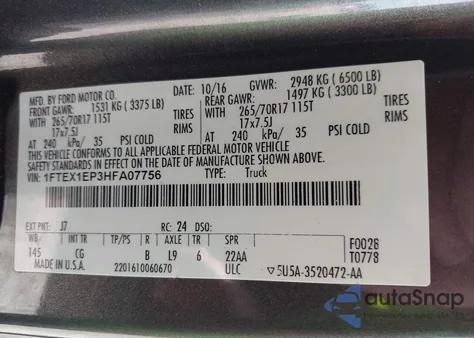 MFD. BY FORD MOTOR CO. DATE: 10/16 GVWR: 2948 KG ( 6500 LB)
FRONT GAWR: 1531 KG ( 3375 LB) REAR GAWR: 1497 KG ( 3300 LB)
WITH 265/70R17 115T TIRES WITH 265/70R17 115T TIRES
17x7.5J RIMS 17x7.5J RIMS
AT 240 kPa/ 35 PSI COLD AT 240 kPa/ 35 PSI COLD
THIS VEHICLE CONFORMS TO ALL APPLICABLE FEDERAL MOTOR VEHICLE
SAFETY STANDARDS IN EFFECT ON THE DATE OF MANUFACTURE SHOWN ABOVE.
VIN: 1FTEX1EP3HFA07756 TYPE: Truck
EXT PNT: J7 RC: 24 DSO: F0026
WB INT TR TP/PS R AXLE TR SPR T0778
145 CG B L9 6 22AA
MADE IN U.S.A. 2201610060670 ULC ▽5U5A-3520472-AA
autoSnap